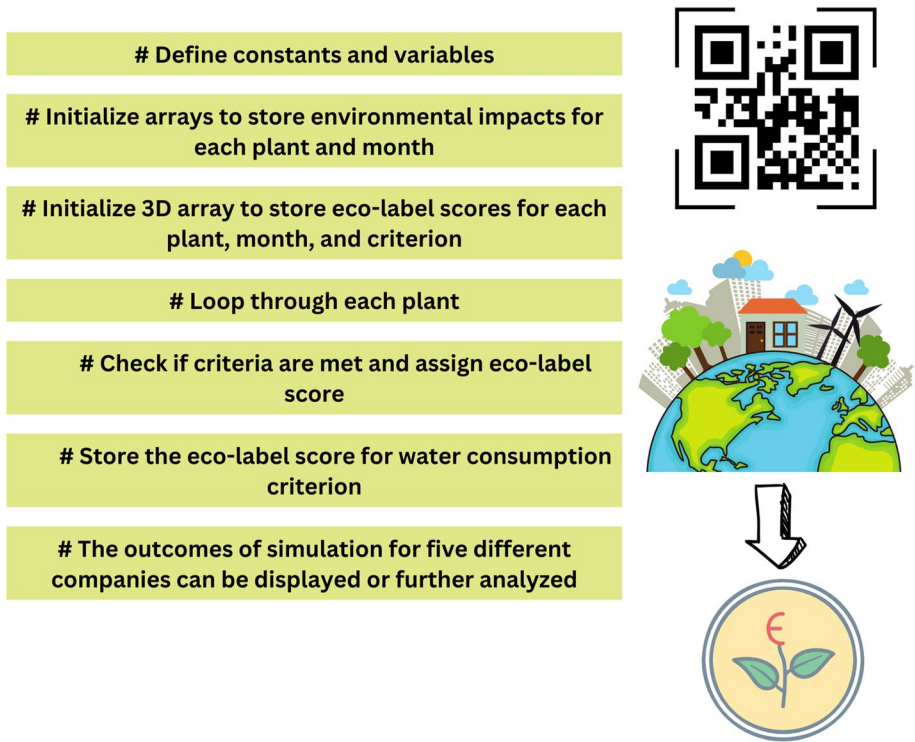 # Define constants and variables
# Initialize arrays to store environmental impacts for
each plant and month
# Initialize 3D array to store eco-label scores for each
plant, month, and criterion
# Loop through each plant
# Check if criteria are met and assign eco-label
score
# Store the eco-label score for water consumption
criterion
# The outcomes of simulation for five different
companies can be displayed or further analyzed